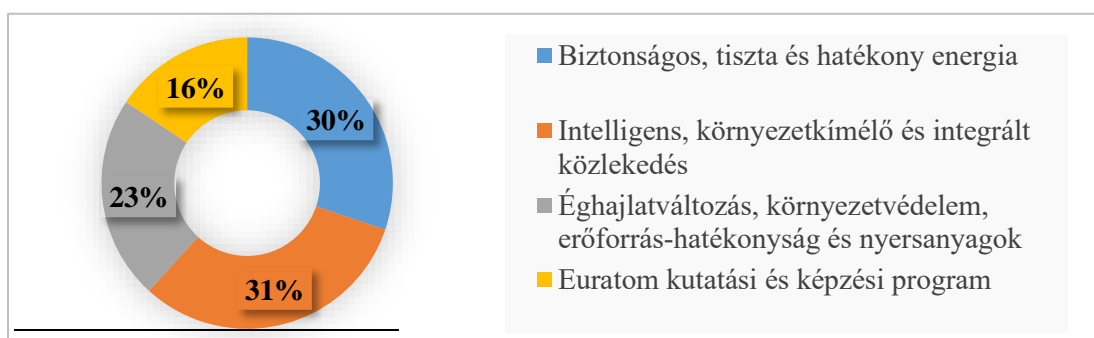 16%
30%
23%
31%
Biztonságos, tiszta és hatékony energia
Intelligens, környezetkímélő és integrált
közlekedés
Éghajlatváltozás, környezetvédelem,
erőforrás-hatékonyság és nyersanyagok
Euratom kutatási és képzési program